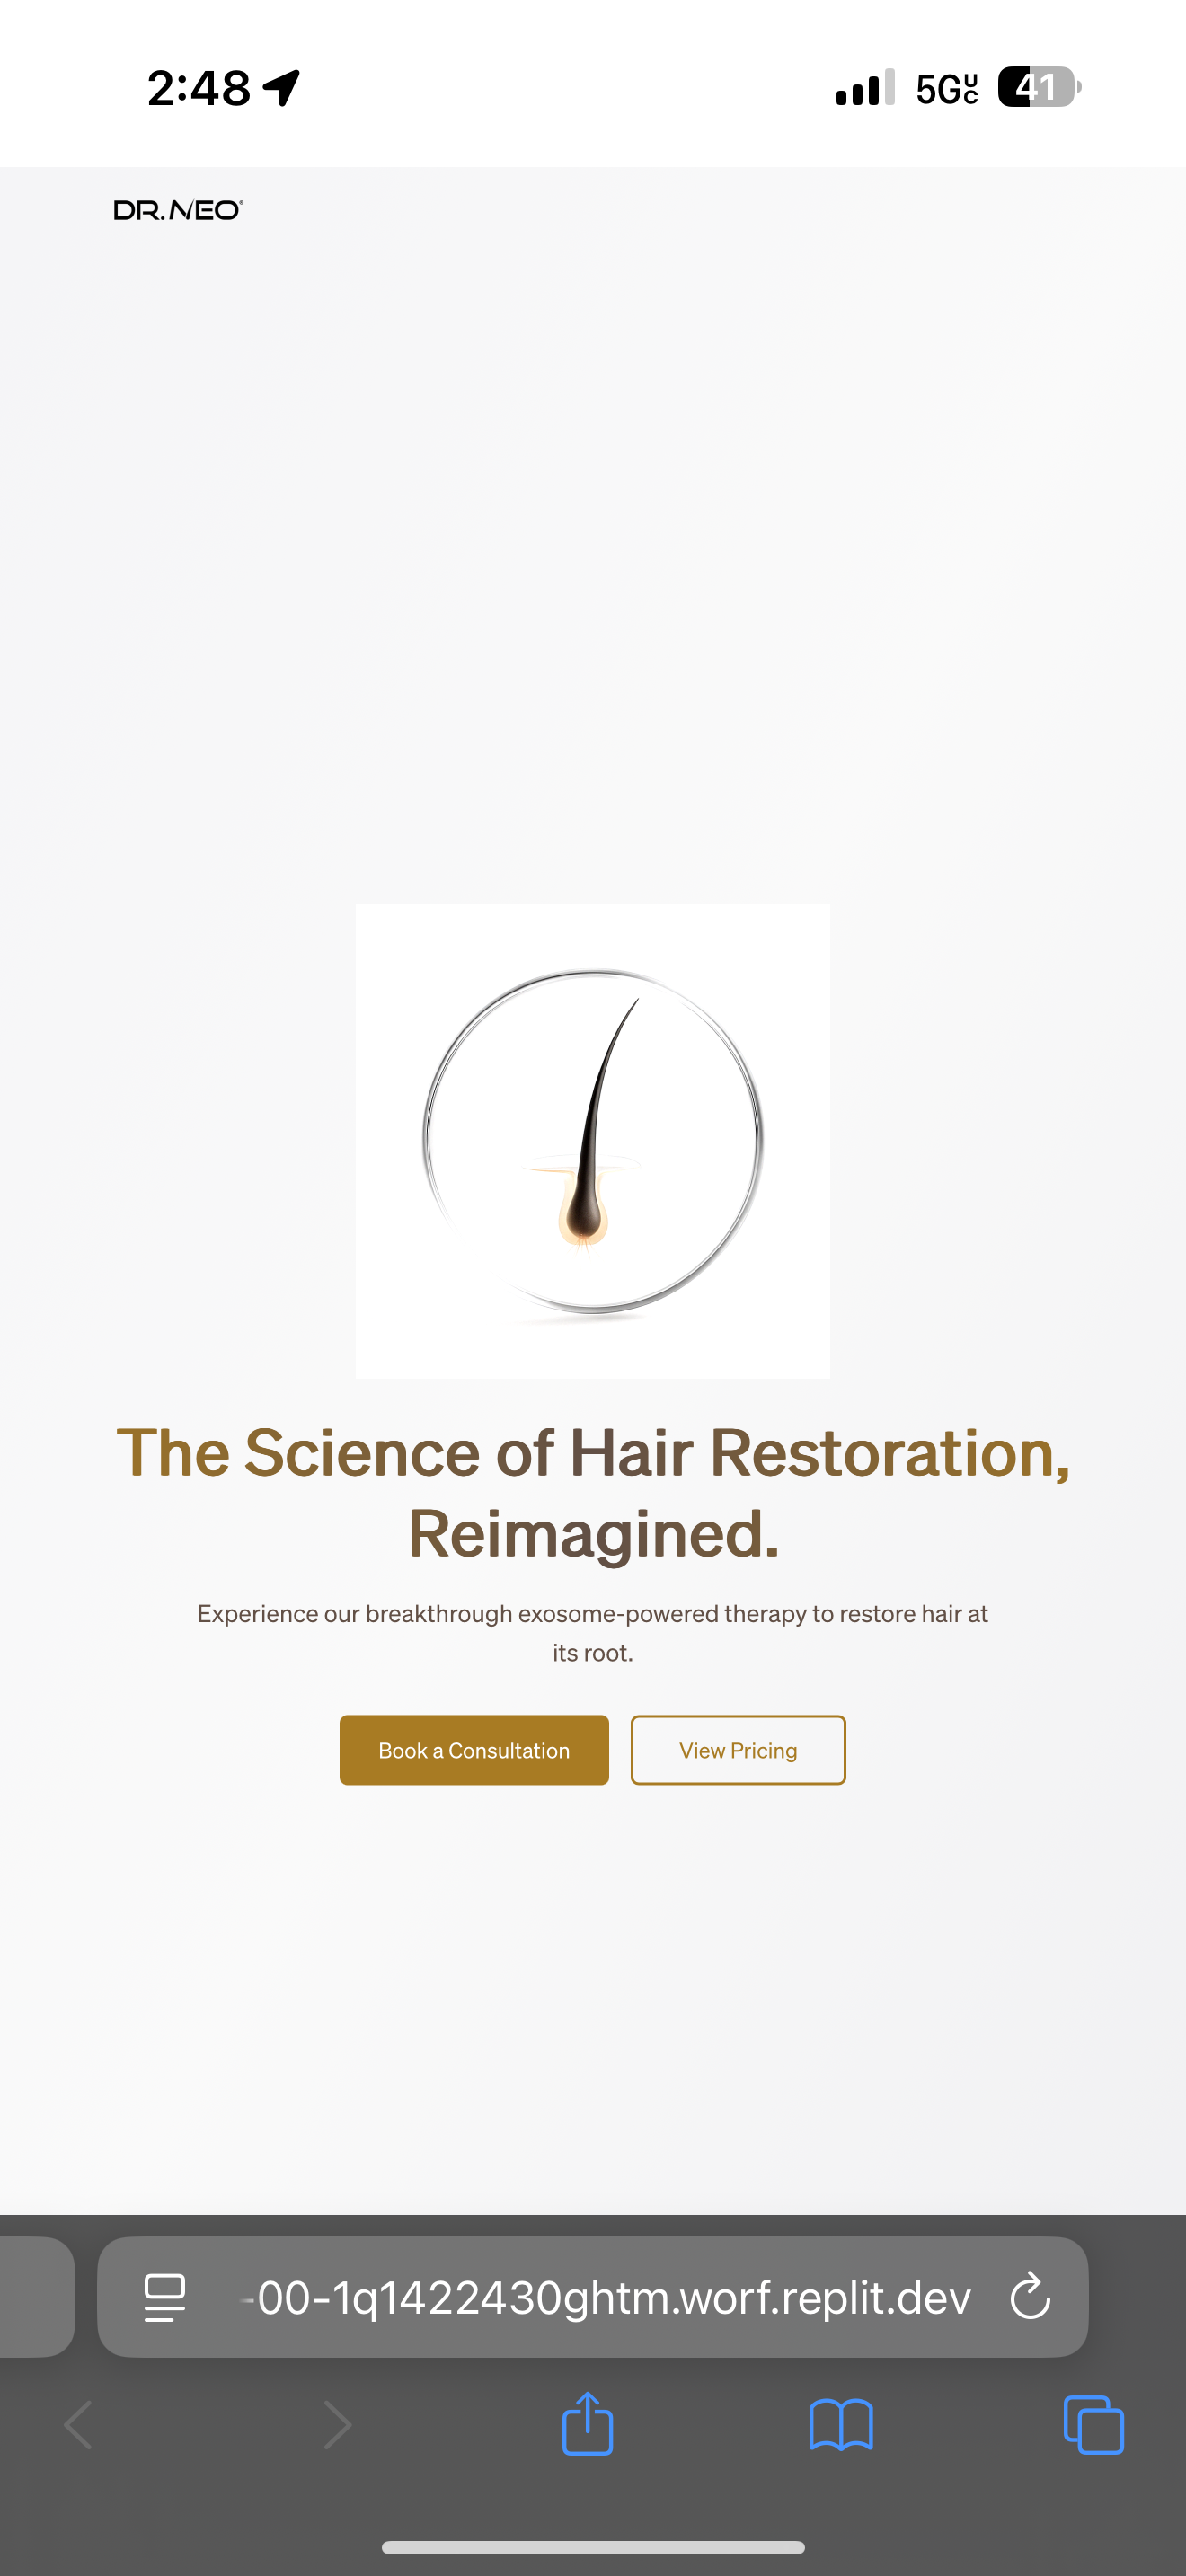 2:48
5G UC 41
DR.NEO®
The Science of Hair Restoration,
Reimagined.
Experience our breakthrough exosome-powered therapy to restore hair at
its root.
Book a Consultation
View Pricing
-00-1q1422430ghtm.worf.replit.dev